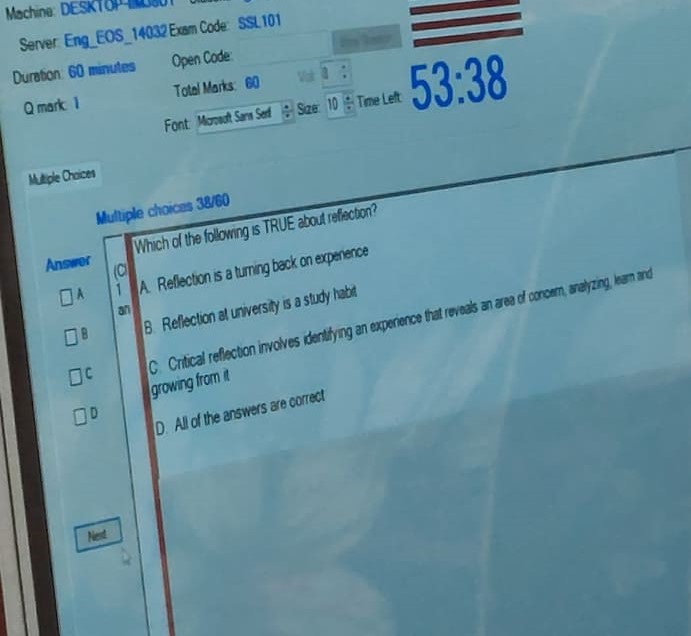 Machine: DESKTOP-
Server: Eng_EOS_14032 Exam Code: SSL101
Duration: 60 minutes Open Code:
Q mark: 1 Total Marks: 60 Vol: 8
Font: Microsoft Sans Serif Size: 10 Time Left: 53:38
Multiple Choices
Multiple choices 38/60
Answer
(C
1
an
Which of the following is TRUE about reflection?
A. Reflection is a turning back on experience
B. Reflection at university is a study habit
C. Critical reflection involves identifying an experience that reveals an area of concern, analyzing, learn and
growing from it
D. All of the answers are correct
A
B
C
D
Next